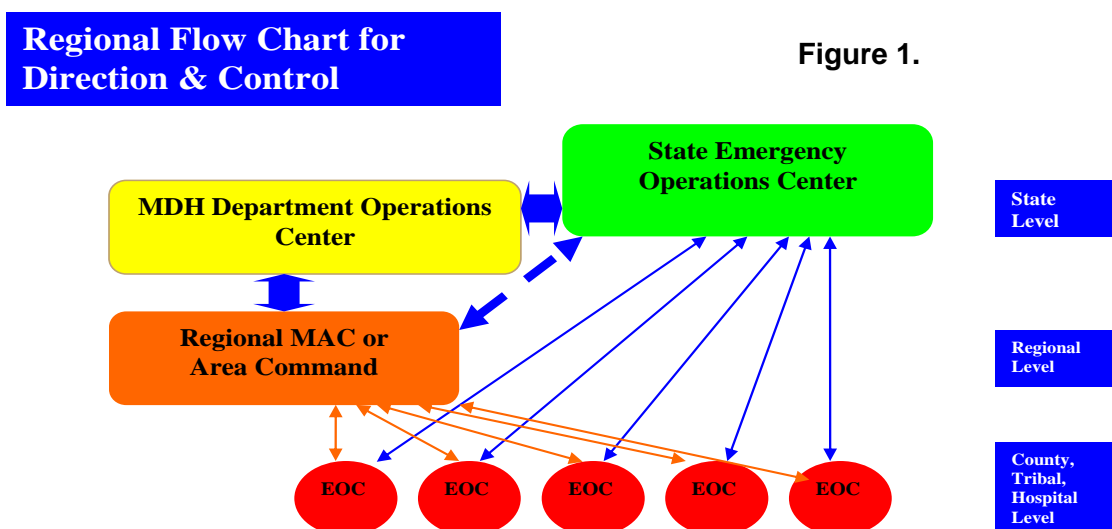 Regional Flow Chart for
Direction & Control
Figure 1.
State Emergency
Operations Center
MDH Department Operations
Center
State
Level
Regional MAC or
Area Command
Regional
Level
EOC
EOC
EOC
EOC
EOC
County,
Tribal,
Hospital
Level